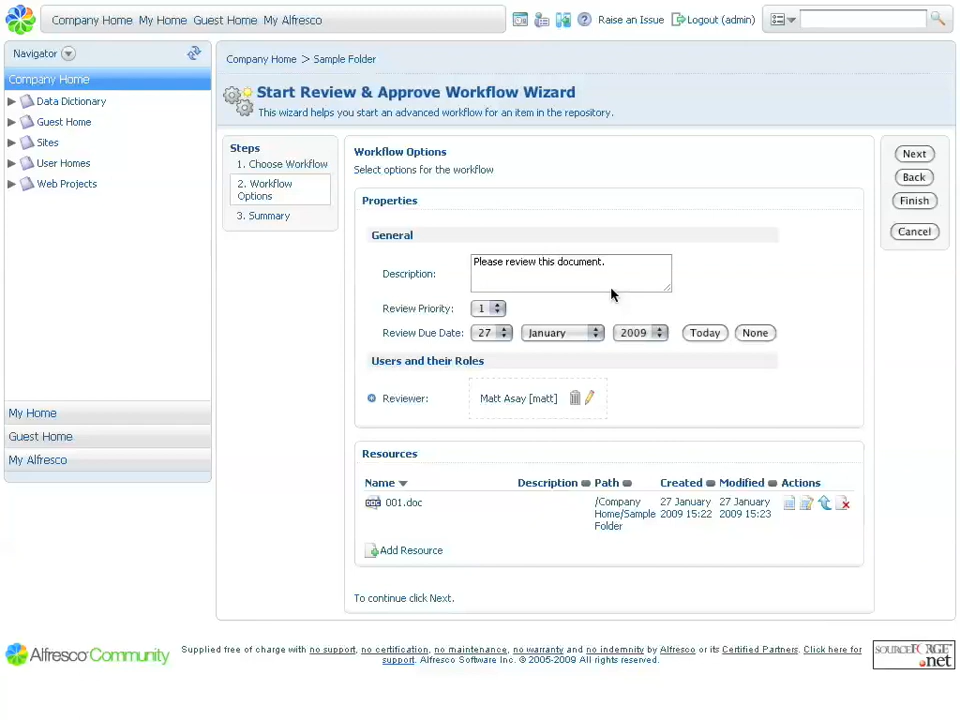 Company Home My Home Guest Home My Alfresco
Raise an Issue Logout (admin)
Navigator
Company Home
Data Dictionary
Guest Home
Sites
User Homes
Web Projects
My Home
Guest Home
My Alfresco
Company Home > Sample Folder
Start Review & Approve Workflow Wizard
This wizard helps you start an advanced workflow for an item in the repository.
Steps
1. Choose Workflow
2. Workflow
Options
3. Summary
Workflow Options
Select options for the workflow
Properties
General
Description: Please review this document.
Review Priority: 1
Review Due Date: 27 January 2009 Today None
Users and their Roles
Reviewer: Matt Asay [matt]
Resources
Name Description Path Created Modified Actions
001.doc /Company 27 January 27 January
Home/Sample 2009 15:22 2009 15:23
Folder
Add Resource
To continue click Next.
Next
Back
Finish
Cancel
Alfresco Community
Supplied free of charge with no support, no certification, no maintenance, no warranty and no indemnity by Alfresco or its Certified Partners. Click here for
support. Alfresco Software Inc. © 2005-2009 All rights reserved.
SOURCEFORGE
.net